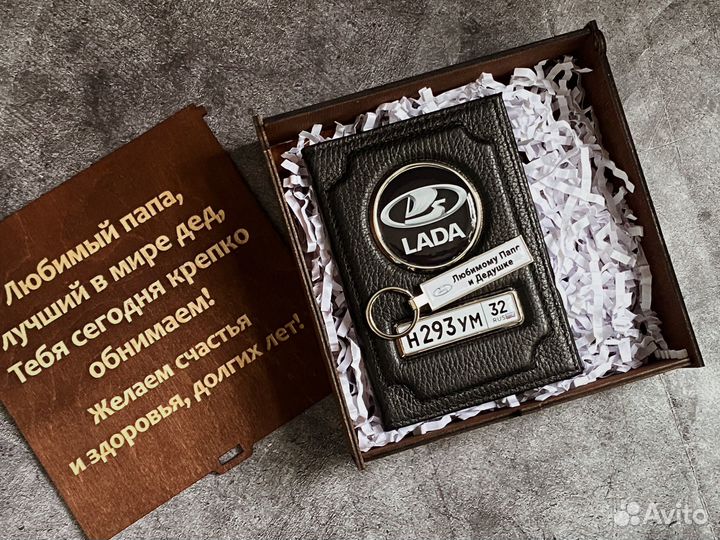 Любимый папа,
лучший в мире дед,
Тебя сегодня крепко
обнимаем!
Желаем счастья
и здоровья, долгих лет!
LADA
Любимому Папе
и Дедушке
Н293УМ 32
RUS
Avito